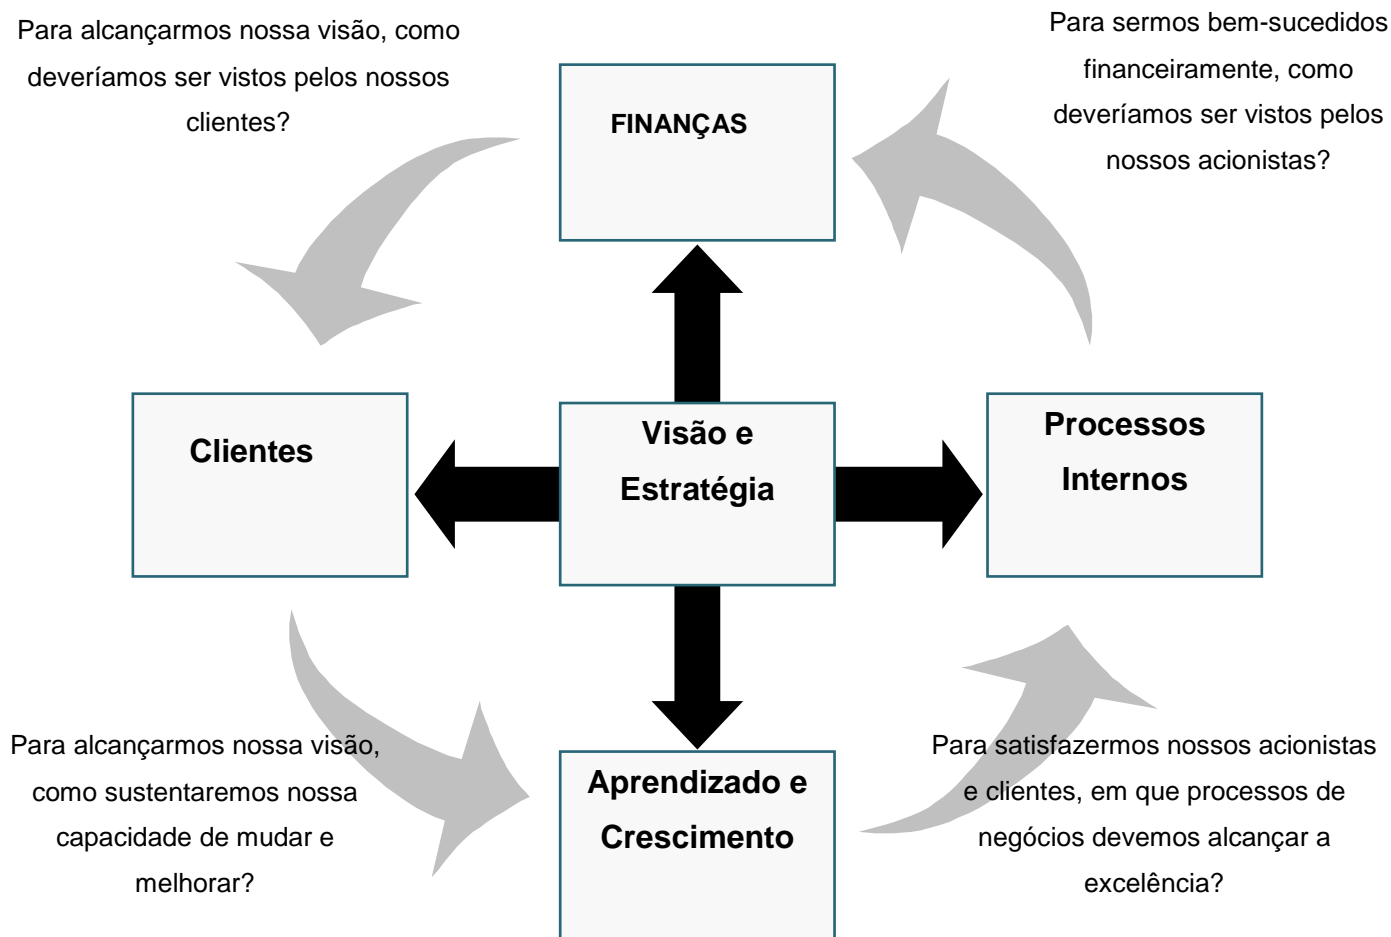 Para alcançarmos nossa visão, como
deveríamos ser vistos pelos nossos
clientes?
FINANÇAS
Para sermos bem-sucedidos
financeiramente, como
deveríamos ser vistos pelos
nossos acionistas?
Clientes
Visão e
Estratégia
Processos
Internos
Para alcançarmos nossa visão,
como sustentaremos nossa
capacidade de mudar e
melhorar?
Aprendizado e
Crescimento
Para satisfazermos nossos acionistas
e clientes, em que processos de
negócios devemos alcançar a
excelência?